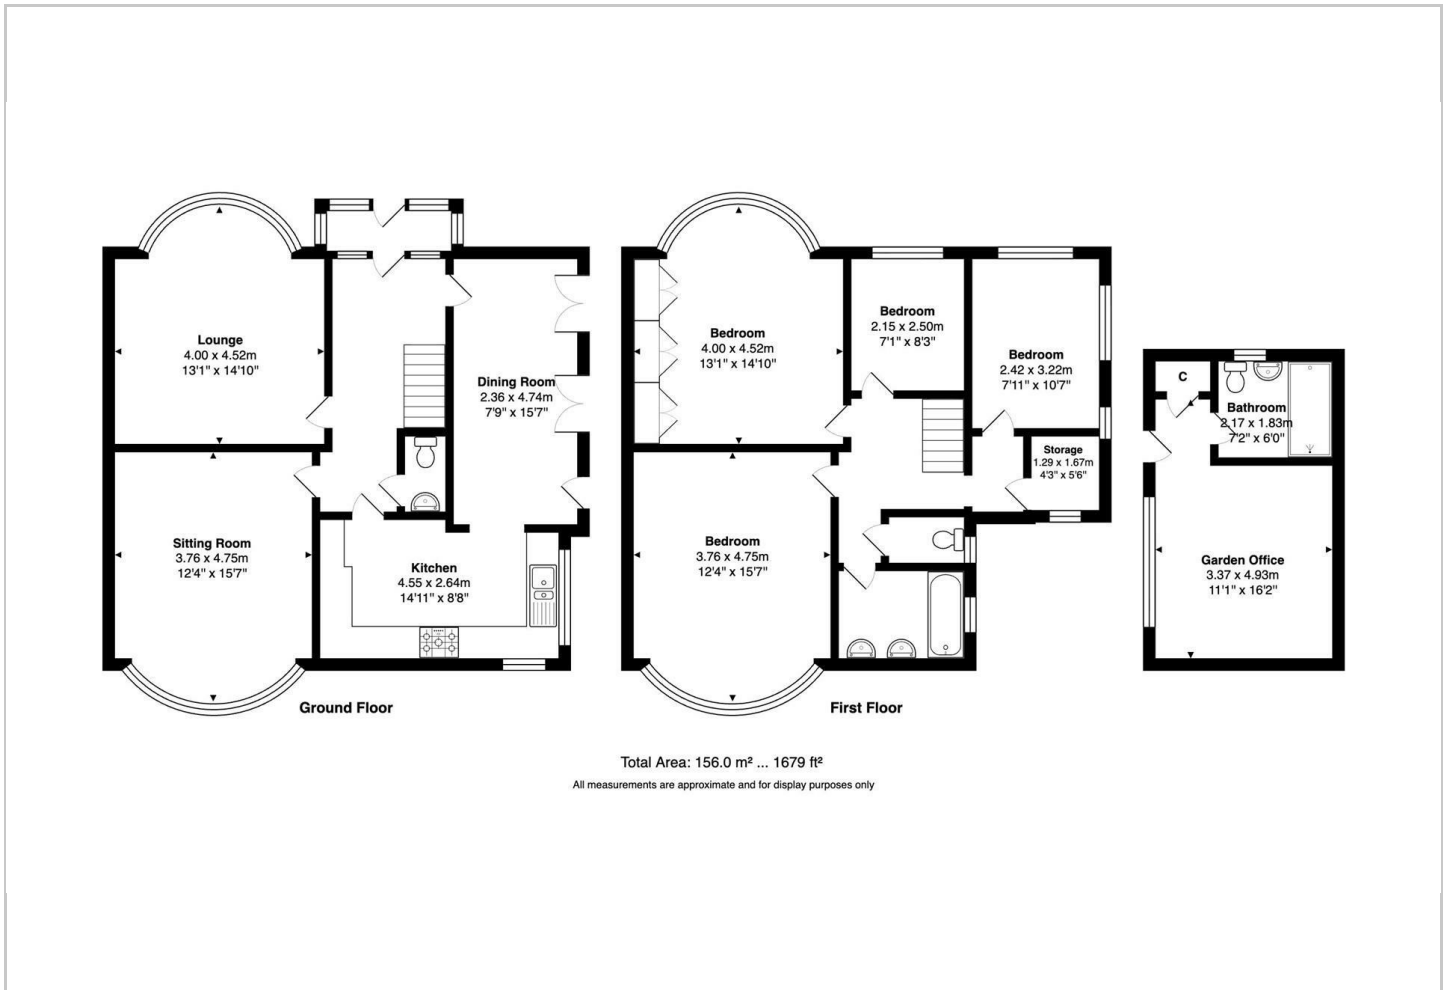 Lounge
4.00 x 4.52m
13'1" x 14'10"
Dining Room
2.36 x 4.74m
7'9" x 15'7"
Sitting Room
3.76 x 4.75m
12'4" x 15'7"
Kitchen
4.55 x 2.64m
14'11" x 8'8"
Ground Floor
Bedroom
4.00 x 4.52m
13'1" x 14'10"
Bedroom
2.15 x 2.50m
7'1" x 8'3"
Bedroom
2.42 x 3.22m
7'11" x 10'7"
Storage
1.29 x 1.67m
4'3" x 5'6"
Bedroom
3.76 x 4.75m
12'4" x 15'7"
First Floor
C
Bathroom
2.17 x 1.83m
7'2" x 6'0"
Garden Office
3.37 x 4.93m
11'1" x 16'2"
Total Area: 156.0 m² ... 1679 ft²
All measurements are approximate and for display purposes only